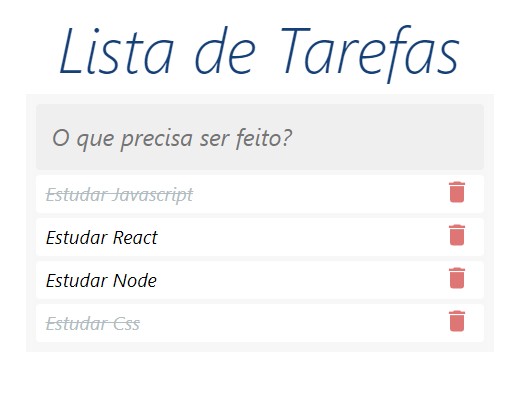 Lista de Tarefas
O que precisa ser feito?
Estudar Javascript
Estudar React
Estudar Node
Estudar Css